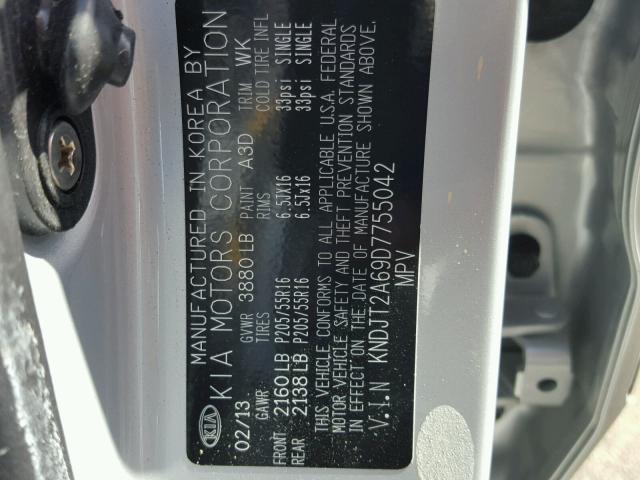 MANUFACTURED IN KOREA BY
KIA KIA MOTORS CORPORATION
02/13 GVWR 3880 LB PAINT A3D TRIM WK
GAWR TIRES RIMS COLD TIRE INFL
FRONT 2160 LB P205/55R16 6.5JX16 33psi SINGLE
REAR 2138 LB P205/55R16 6.5JX16 33psi SINGLE
THIS VEHICLE CONFORMS TO ALL APPLICABLE U.S.A. FEDERAL
MOTOR VEHICLE SAFETY AND THEFT PREVENTION STANDARDS
IN EFFECT ON THE DATE OF MANUFACTURE SHOWN ABOVE.
V.I.N KNDJTT2A69D7755042
MPV